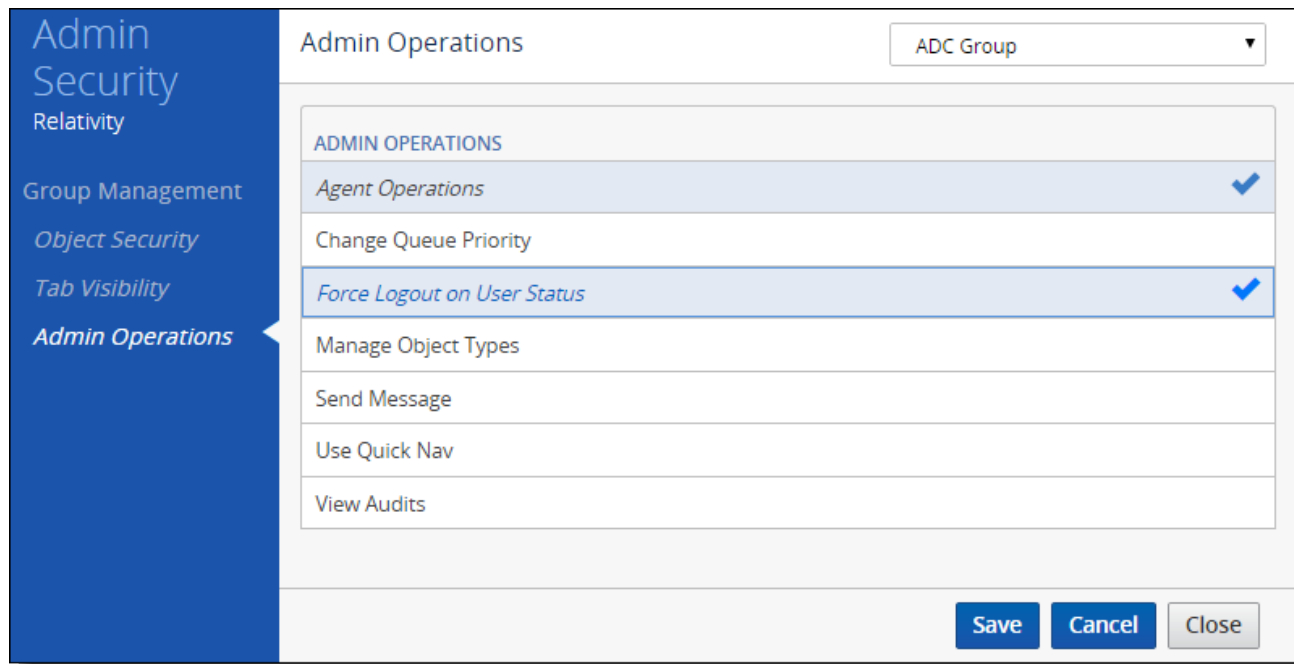 Admin
Security
Relativity
Group Management
Object Security
Tab Visibility
Admin Operations
Admin Operations
ADC Group
ADMIN OPERATIONS
Agent Operations
Change Queue Priority
Force Logout on User Status
Manage Object Types
Send Message
Use Quick Nav
View Audits
Save Cancel Close